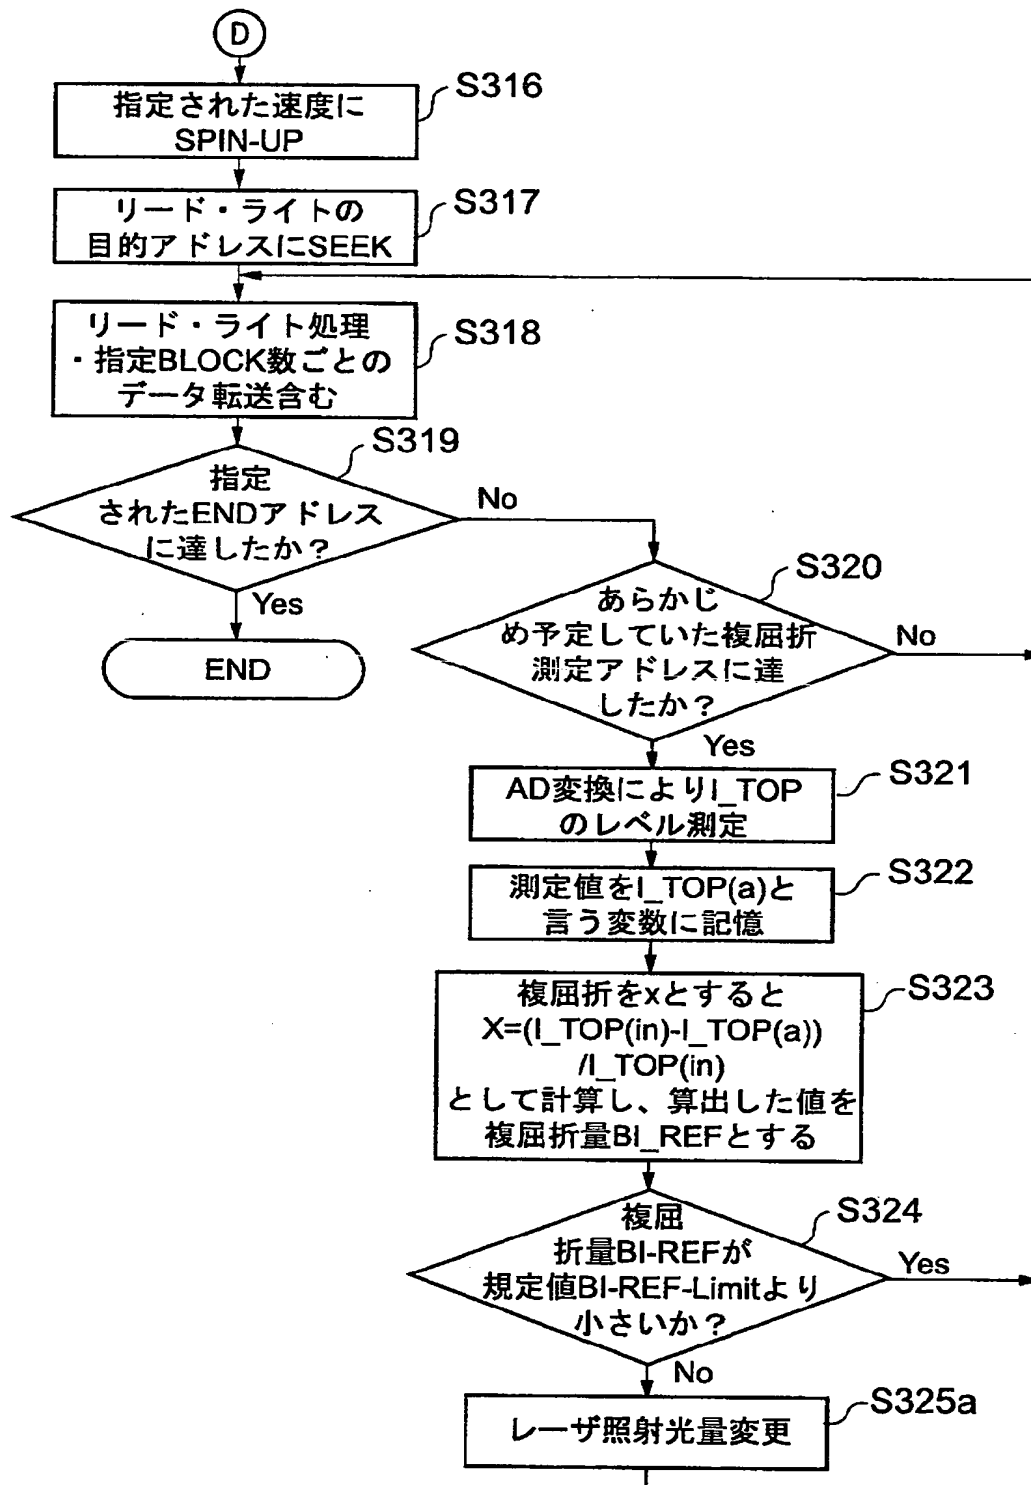 D
S316
指定された速度に
SPIN-UP
S317
リード・ライトの
目的アドレスにSEEK
S318
リード・ライト処理
・指定BLOCK数ごとの
データ転送含む
S319
指定
されたENDアドレス
に達したか？
No
Yes
END
S320
あらかじ
め予定していた複屈折
測定アドレスに達
したか？
No
Yes
S321
AD変換によりI_TOP
のレベル測定
S322
測定値をI_TOP(a)と
言う変数に記憶
S323
複屈折をxとすると
X=(I_TOP(in)-I_TOP(a))
/I_TOP(in)
として計算し、算出した値を
複屈折量BI_REFとする
S324
複屈
折量BI-REFが
規定値BI-REF-Limitより
小さいか？
Yes
No
S325a
レーザ照射光量変更